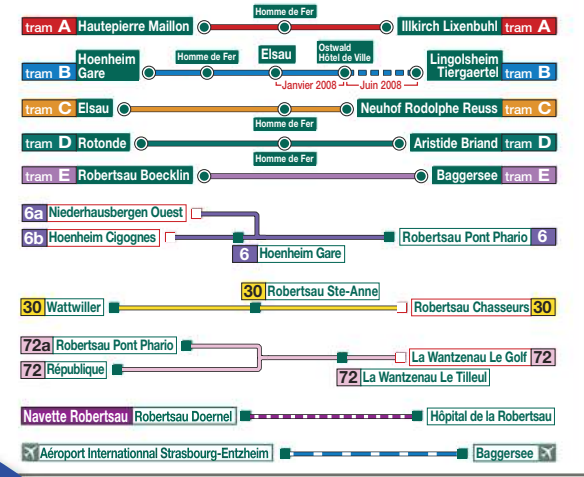 Homme de Fer
tram A Hautepierre Maillon Illkirch Lixenbuhl tram A
Hoenheim Gare
Homme de Fer
Elsau
Ostwald
Hôtel de Ville
Lingolsheim
Tiergaertel
tram B tram B
Janvier 2008 Juin 2008
tram C Elsau Neuhof Rodolphe Reuss tram C
Homme de Fer
tram D Rotonde Aristide Briand tram D
Homme de Fer
tram E Robertsau Boecklin Baggersee tram E
6a Niederhausbergen Ouest
6b Hoenheim Cigognes Robertsau Pont Phario 6
6 Hoenheim Gare
30 Robertsau Ste-Anne
30 Wattwiller Robertsau Chasseurs 30
72a Robertsau Pont Phario
La Wantzenau Le Golf 72
72 République
72 La Wantzenau Le Tilleul
Navette Robertsau Robertsau Doernel Hôpital de la Robertsau
Aéroport Internationnal Strasbourg-Entzheim Baggersee